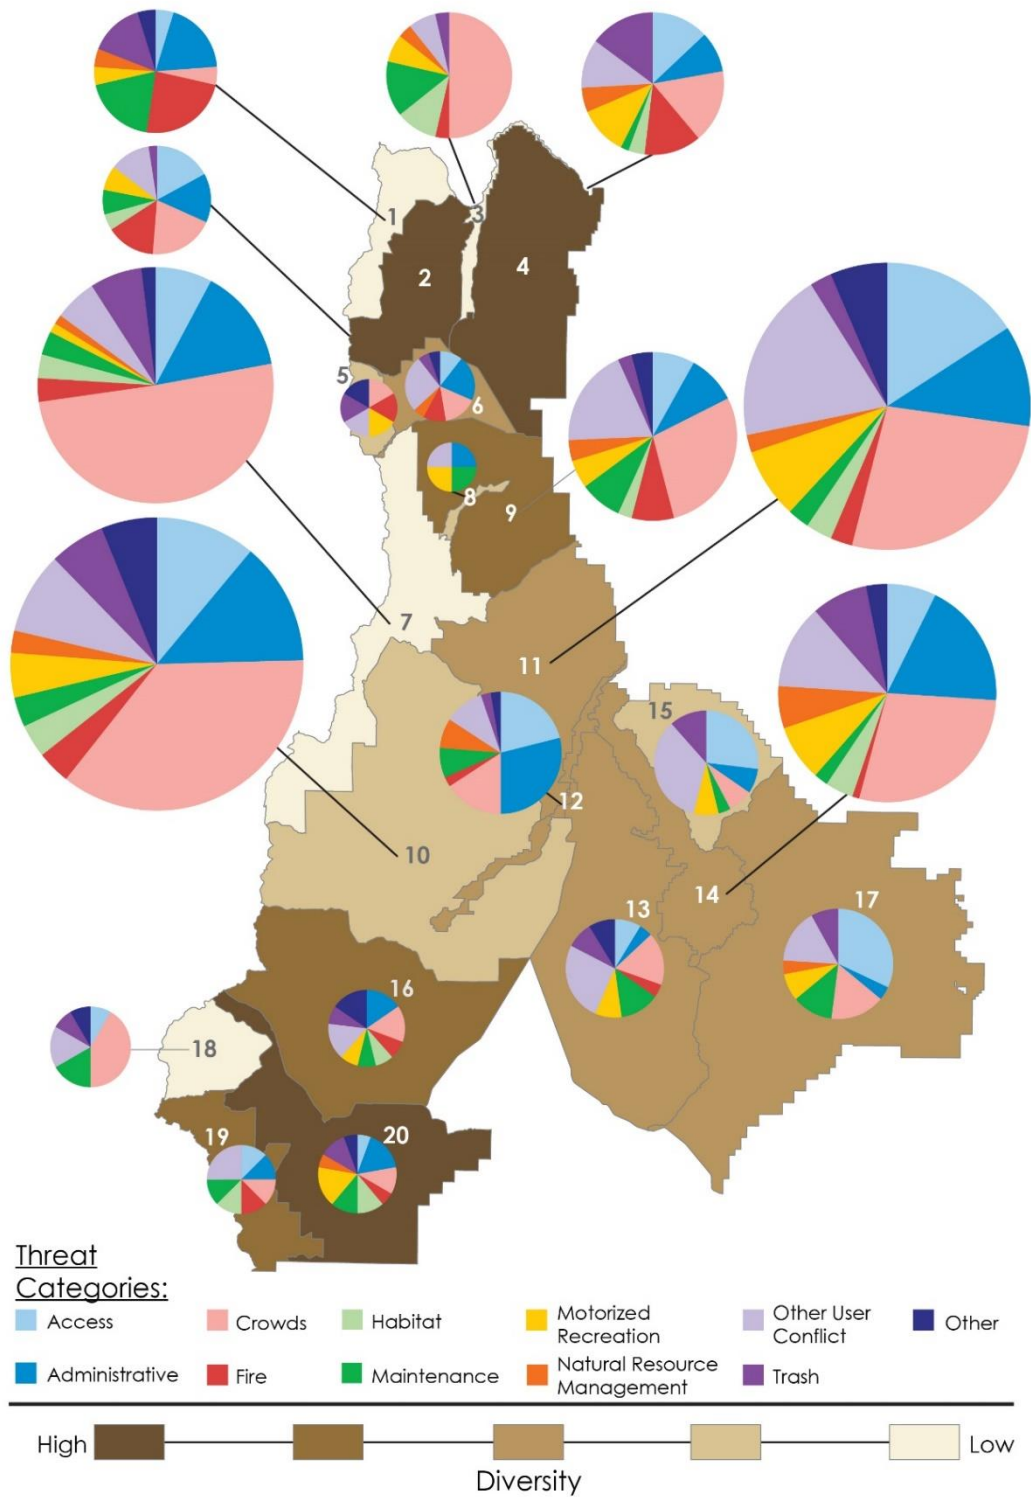 1
2
3
4
5
6
7
8
9
10
11
12
13
14
15
16
17
18
19
20
Threat
Categories:
Access
Crowds
Habitat
Motorized
Recreation
Other User
Conflict
Other
Administrative
Fire
Maintenance
Natural Resource
Management
Trash
High
Low
Diversity